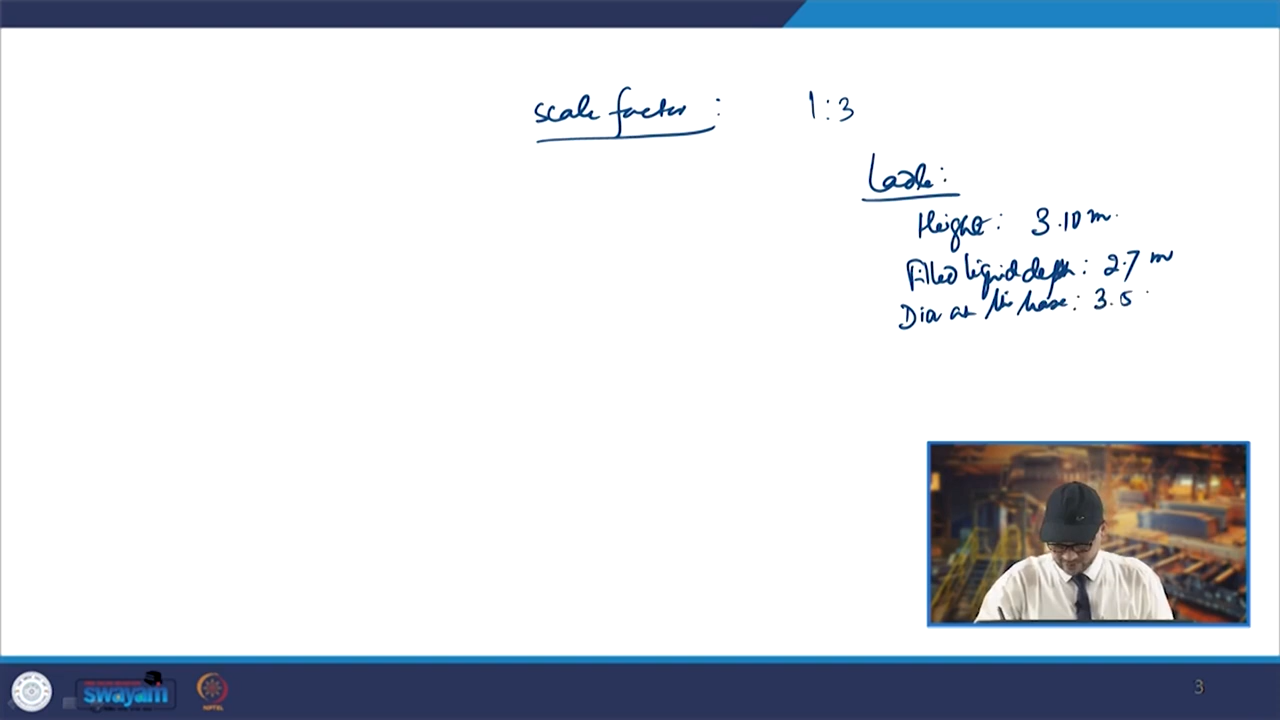 scale factor : 1:3
Ladle:
Height: 3.10 m.
Filled liquid depth: 2.7 m
Dia at the base: 3.5
swayam
NPTEL
3